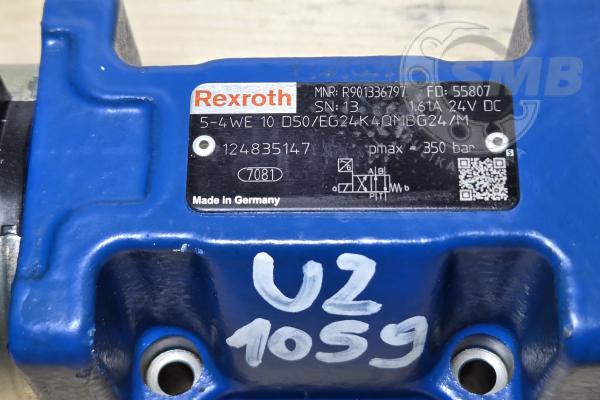 Rexroth
MNR: R901336797 FD: 55807
SN: 13 1.61A 24V DC
5-4WE 10 D50/EG24K4QMBG24/M
124835147 pmax - 350 bar
7081
A B
P T
Made in Germany
S
SMB
UZ
1059